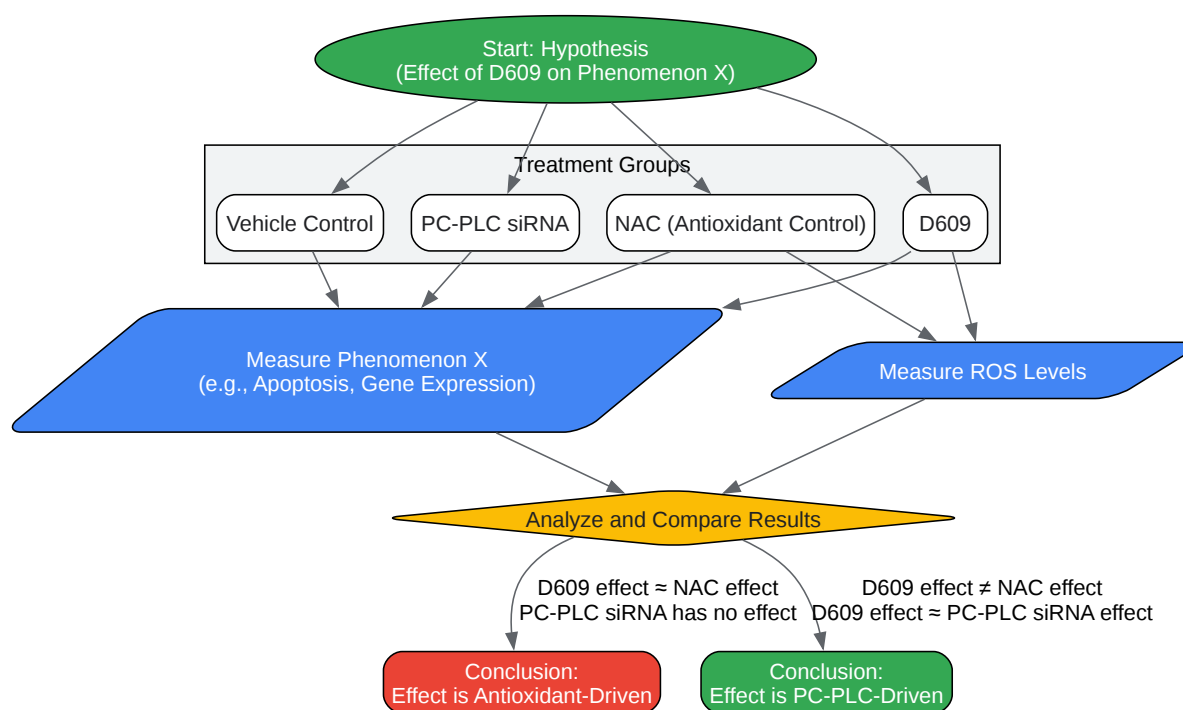 Start: Hypothesis
(Effect of D609 on Phenomenon X)
Treatment Groups
Vehicle Control
PC-PLC siRNA
NAC (Antioxidant Control)
D609
Measure Phenomenon X
(e.g., Apoptosis, Gene Expression)
Measure ROS Levels
Analyze and Compare Results
D609 effect ≈ NAC effect
PC-PLC siRNA has no effect
D609 effect ≠ NAC effect
D609 effect ≈ PC-PLC siRNA effect
Conclusion:
Effect is Antioxidant-Driven
Conclusion:
Effect is PC-PLC-Driven